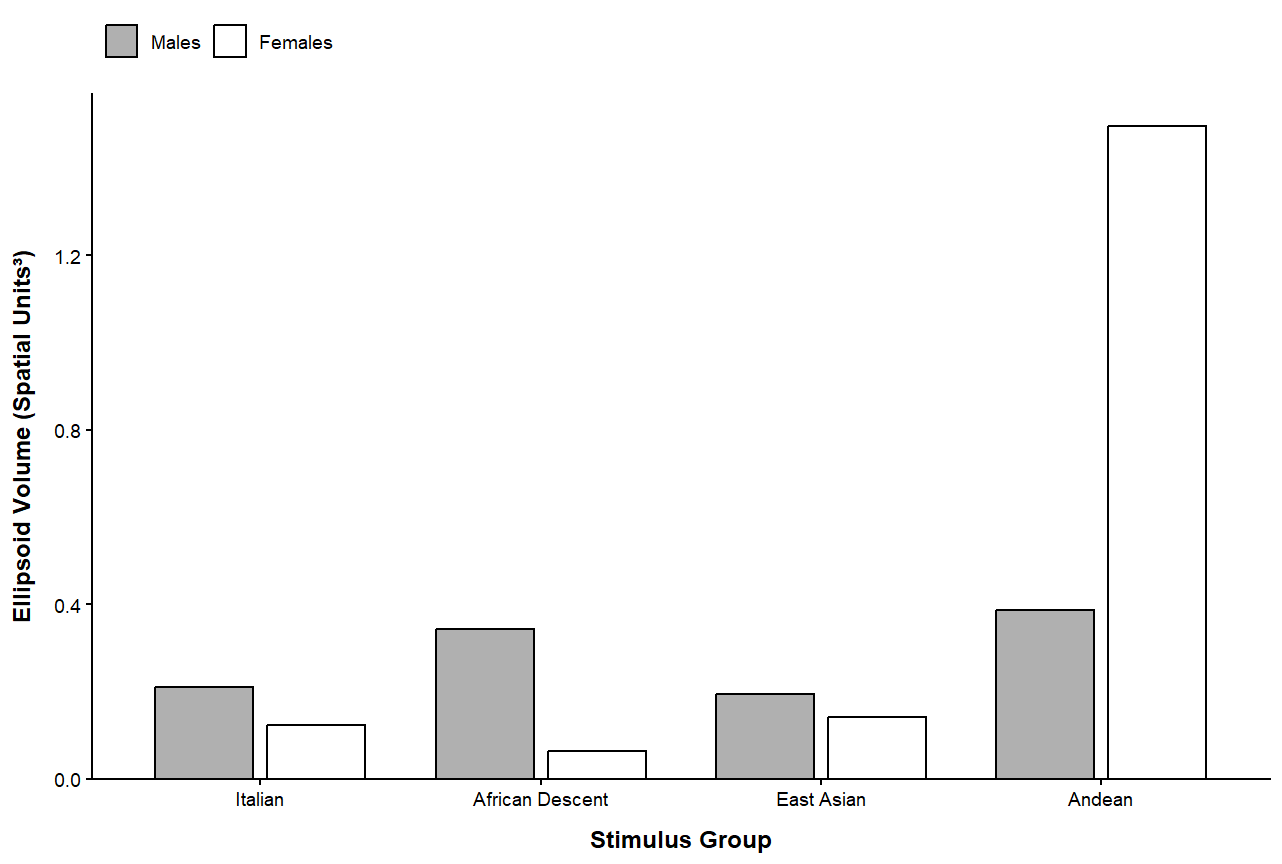 Males Females
Ellipsoid Volume (Spatial Units³)
1.2
0.8
0.4
0.0
Italian African Descent East Asian Andean
Stimulus Group